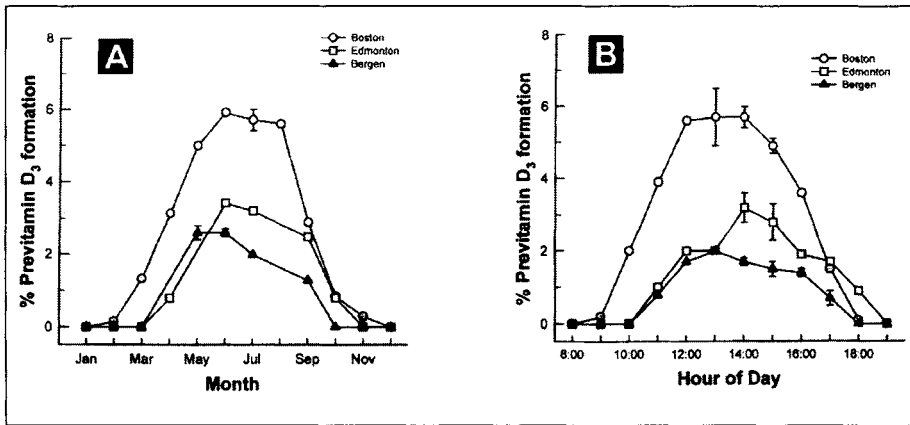 A
Boston
Edmonton
Bergen
% Previtamin D3 formation
8
6
4
2
0
Jan Mar May Jul Sep Nov
Month
B
Boston
Edmonton
Bergen
% Previtamin D3 formation
8
6
4
2
0
8:00 10:00 12:00 14:00 16:00 18:00
Hour of Day